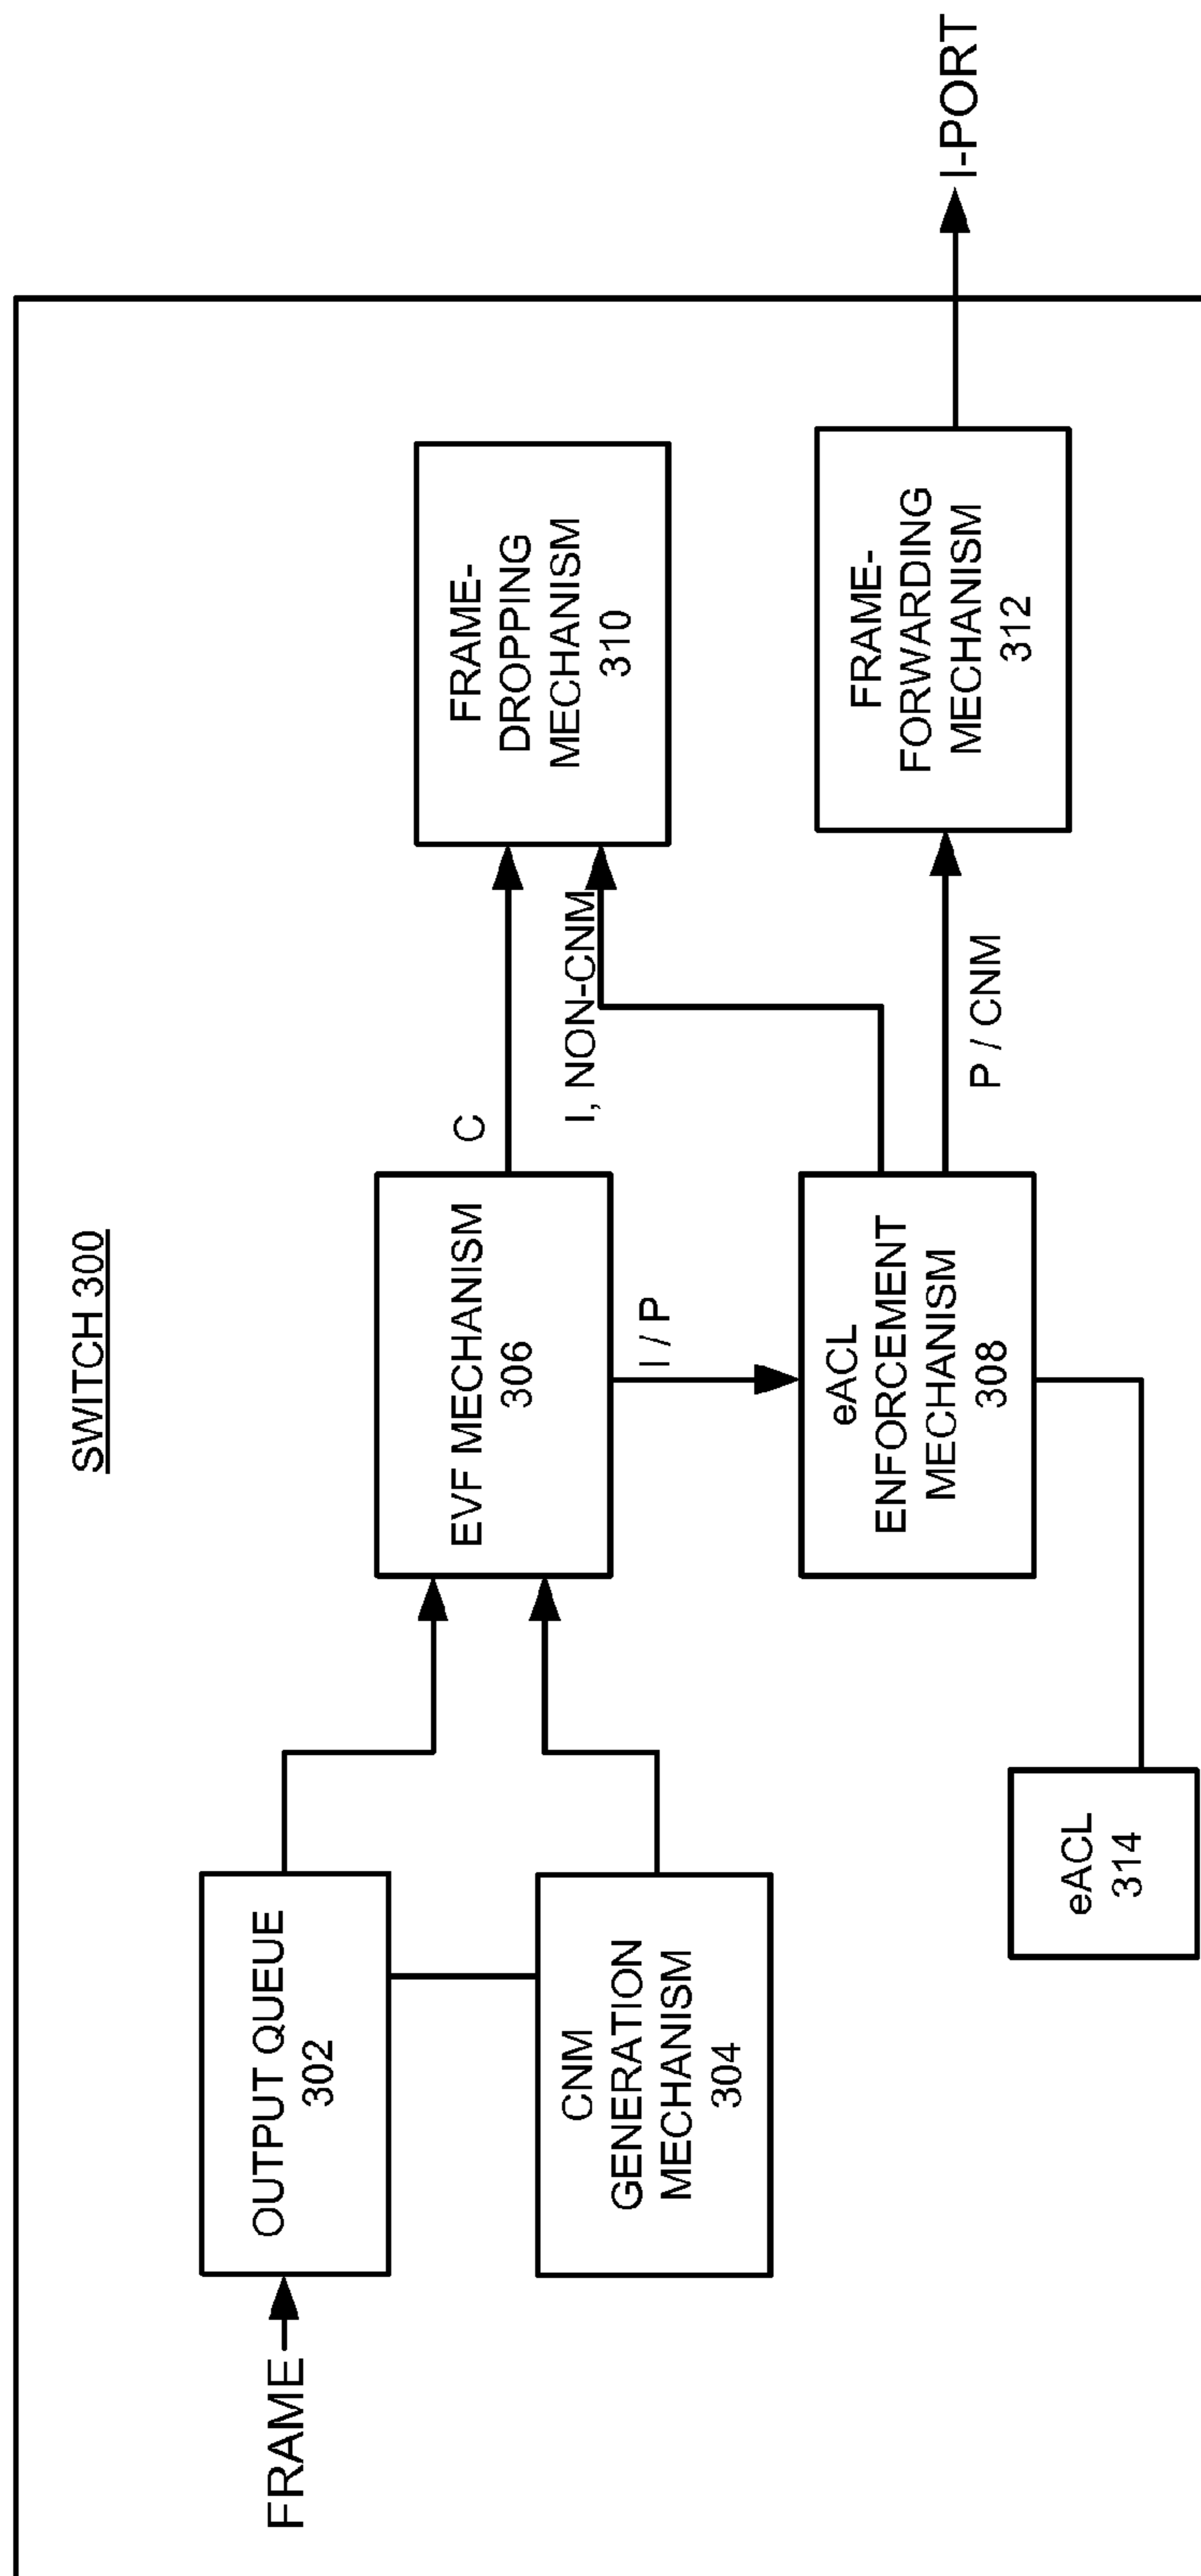 SWITCH 300
FRAME
OUTPUT QUEUE
302
CNM
GENERATION
MECHANISM
304
EVF MECHANISM
306
C
I / P
I, NON-CNM
FRAME-
DROPPING
MECHANISM
310
eACL
314
eACL
ENFORCEMENT
MECHANISM
308
P / CNM
FRAME-
FORWARDING
MECHANISM
312
I-PORT